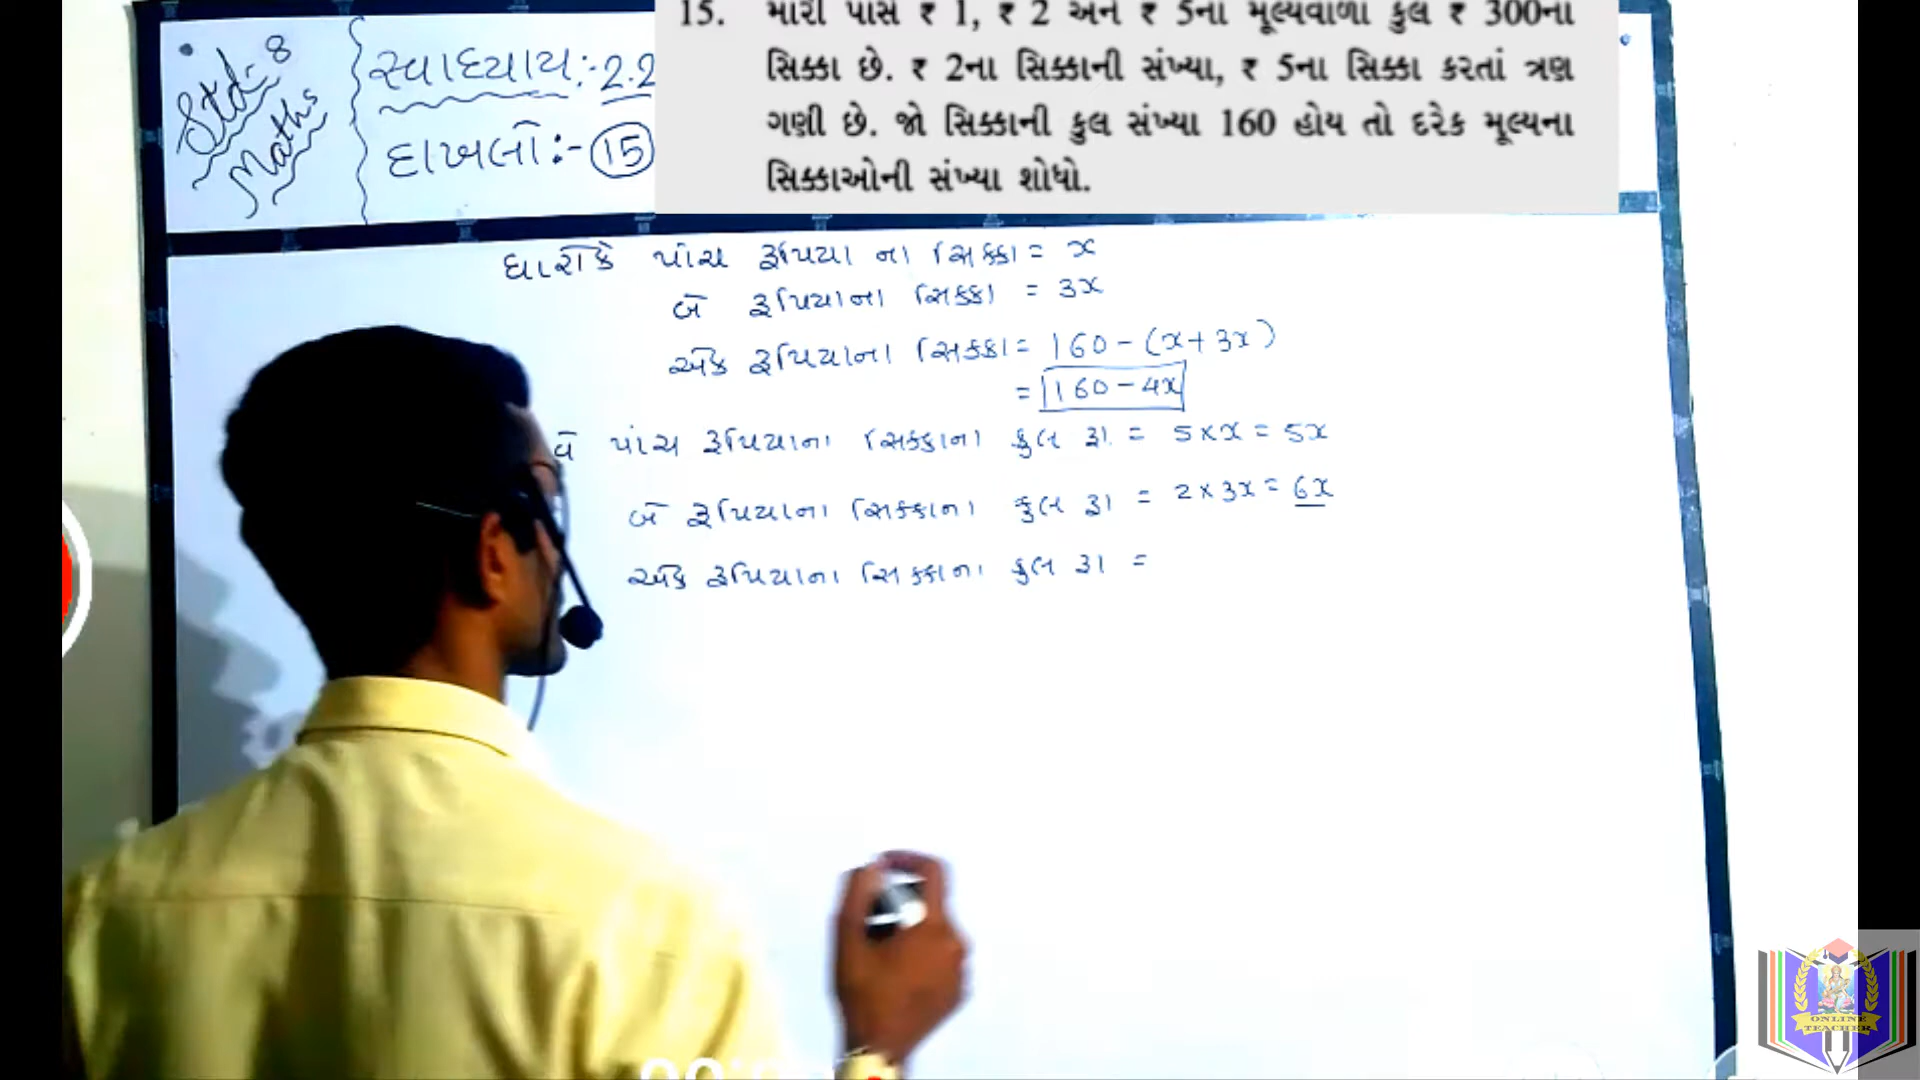 Std-8
Maths
સ્વાધ્યાય:-2.2
દાખલો:-15
15. મારી પાસે ₹ 1, ₹ 2 અને ₹ 5ના મૂલ્યવાળા કુલ ₹ 300ના
સિક્કા છે. ₹ 2ના સિક્કાની સંખ્યા, ₹ 5ના સિક્કા કરતાં ત્રણ
ગણી છે. જો સિક્કાની કુલ સંખ્યા 160 હોય તો દરેક મૂલ્યના
સિક્કાઓની સંખ્યા શોધો.
ધારોકે પાંચ રૂપિયા ના સિક્કા = x
બે રૂપિયાના સિક્કા = 3x
એક રૂપિયાના સિક્કા = 160-(x+3x)
= 160-4x
વે પાંચ રૂપિયાના સિક્કાના કુલ રૂા. = 5×x = 5x
બે રૂપિયાના સિક્કાના કુલ રૂા = 2×3x = 6x
એક રૂપિયાના સિક્કાના કુલ રૂા =
ONLINE
TEACHER